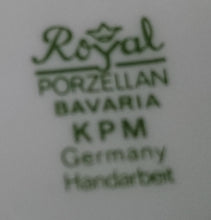 Royal
PORZELLAN
BAVARIA
KPM
Germany
Handarbeit